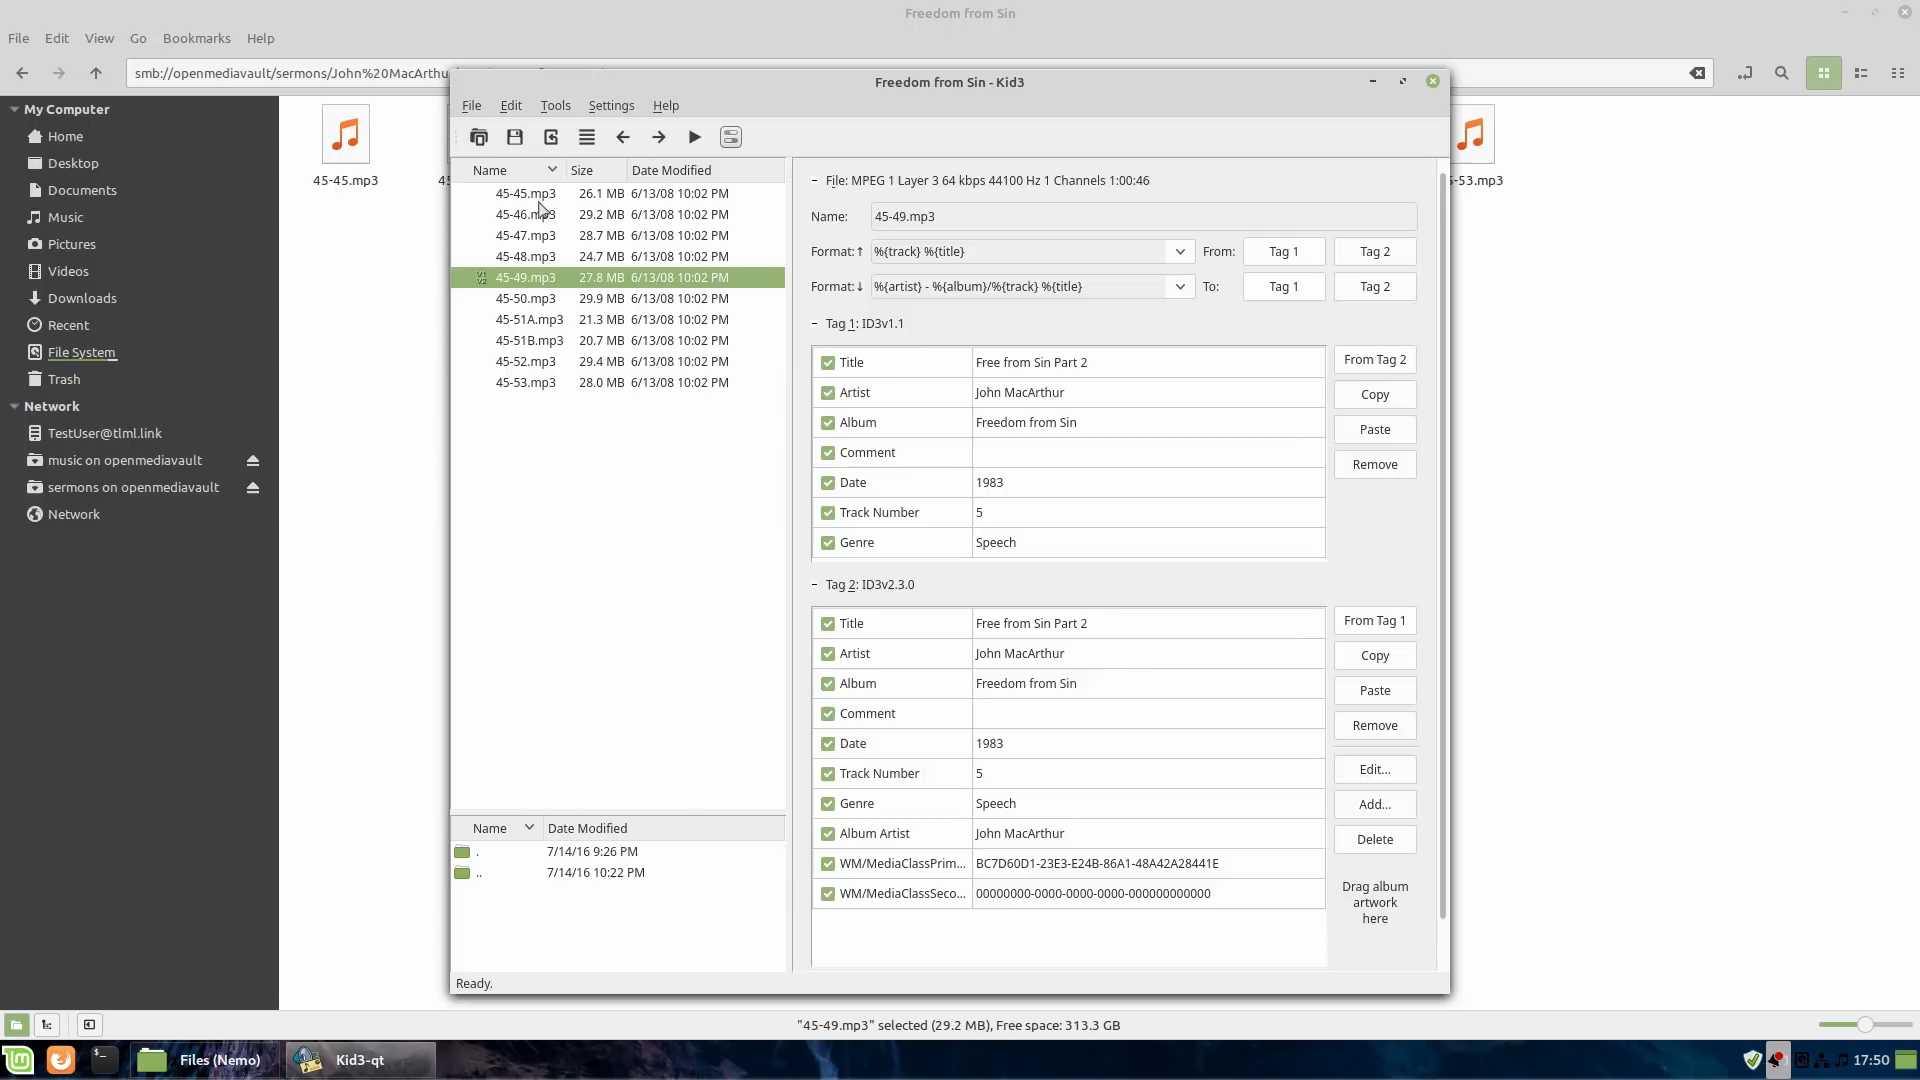 Freedom from Sin
File Edit View Go Bookmarks Help
smb://openmediavault/sermons/John%20MacArthu
My Computer
Home
Desktop
Documents
Music
Pictures
Videos
Downloads
Recent
File System
Trash
Network
TestUser@tlml.link
music on openmediavault
sermons on openmediavault
Network
45-45.mp3
45
5-53.mp3
Freedom from Sin - Kid3
File Edit Tools Settings Help
Name Size Date Modified
45-45.mp3 26.1 MB 6/13/08 10:02 PM
45-46.mp3 29.2 MB 6/13/08 10:02 PM
45-47.mp3 28.7 MB 6/13/08 10:02 PM
45-48.mp3 24.7 MB 6/13/08 10:02 PM
V1 V2 45-49.mp3 27.8 MB 6/13/08 10:02 PM
45-50.mp3 29.9 MB 6/13/08 10:02 PM
45-51A.mp3 21.3 MB 6/13/08 10:02 PM
45-51B.mp3 20.7 MB 6/13/08 10:02 PM
45-52.mp3 29.4 MB 6/13/08 10:02 PM
45-53.mp3 28.0 MB 6/13/08 10:02 PM
Name Date Modified
. 7/14/16 9:26 PM
.. 7/14/16 10:22 PM
File: MPEG 1 Layer 3 64 kbps 44100 Hz 1 Channels 1:00:46
Name: 45-49.mp3
Format:↑ %{track} %{title} From: Tag 1 Tag 2
Format:↓ %{artist} - %{album}/%{track} %{title} To: Tag 1 Tag 2
Tag 1: ID3v1.1
Title Free from Sin Part 2
Artist John MacArthur
Album Freedom from Sin
Comment
Date 1983
Track Number 5
Genre Speech
From Tag 2
Copy
Paste
Remove
Tag 2: ID3v2.3.0
Title Free from Sin Part 2
Artist John MacArthur
Album Freedom from Sin
Comment
Date 1983
Track Number 5
Genre Speech
Album Artist John MacArthur
WM/MediaClassPrim... BC7D60D1-23E3-E24B-86A1-48A42A28441E
WM/MediaClassSeco... 00000000-0000-0000-0000-000000000000
From Tag 1
Copy
Paste
Remove
Edit...
Add...
Delete
Drag album
artwork
here
Ready.
"45-49.mp3" selected (29.2 MB), Free space: 313.3 GB
Files (Nemo)
Kid3-qt
17:50